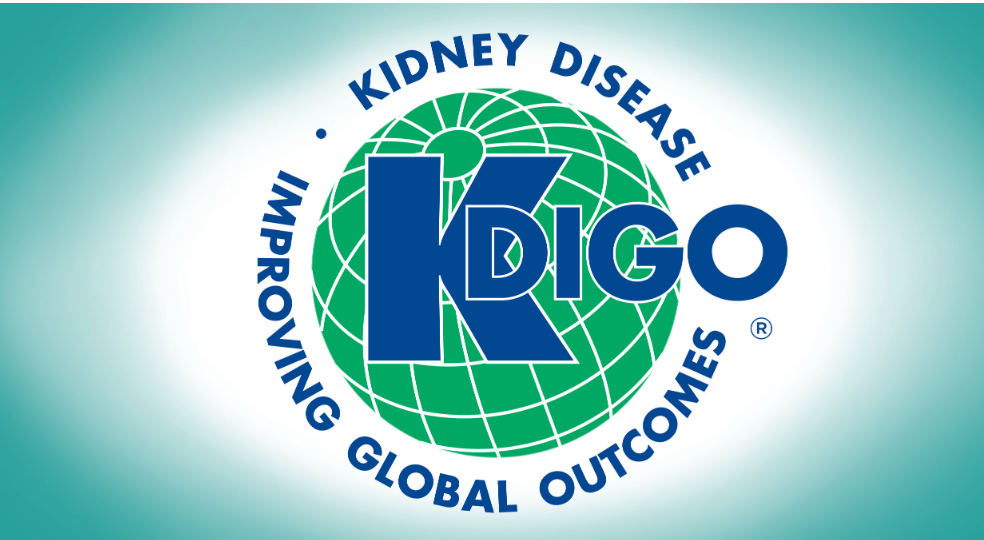 KIDNEY DISEASE
• IMPROVING GLOBAL OUTCOMES
KDIGO
®